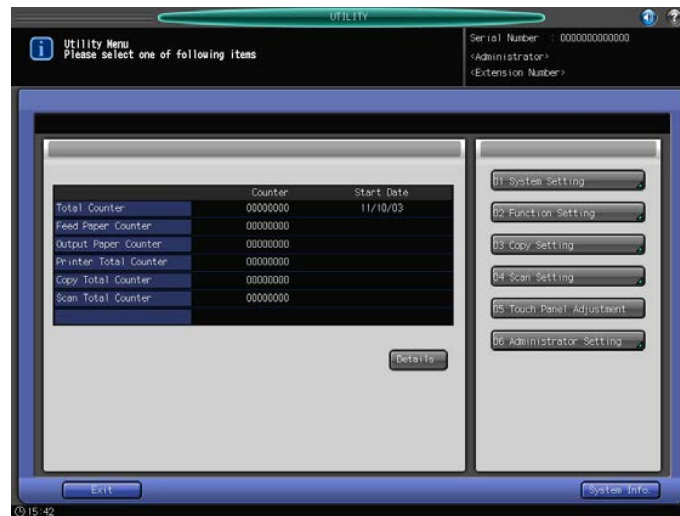 UTILITY
Utility Menu
Please select one of following items
Serial Number : 0000000000000
<Administrator>
<Extension Number>
Counter Start Date
Total Counter 00000000 11/10/03
Feed Paper Counter 00000000
Output Paper Counter 00000000
Printer Total Counter 00000000
Copy Total Counter 00000000
Scan Total Counter 00000000
Details
01 System Setting
02 Function Setting
03 Copy Setting
04 Scan Setting
05 Touch Panel Adjustment
06 Administrator Setting
Exit
System Info.
15:42